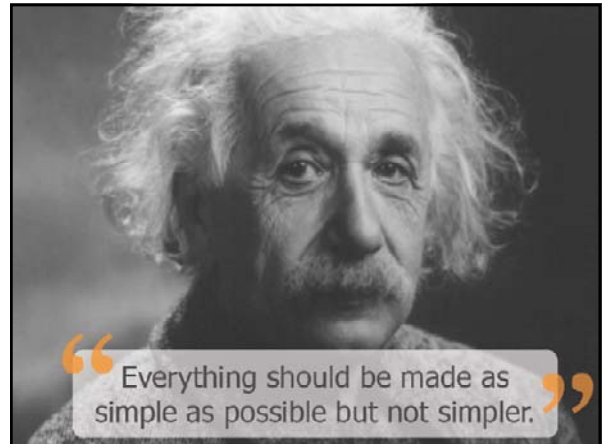 “Everything should be made as
simple as possible but not simpler.”